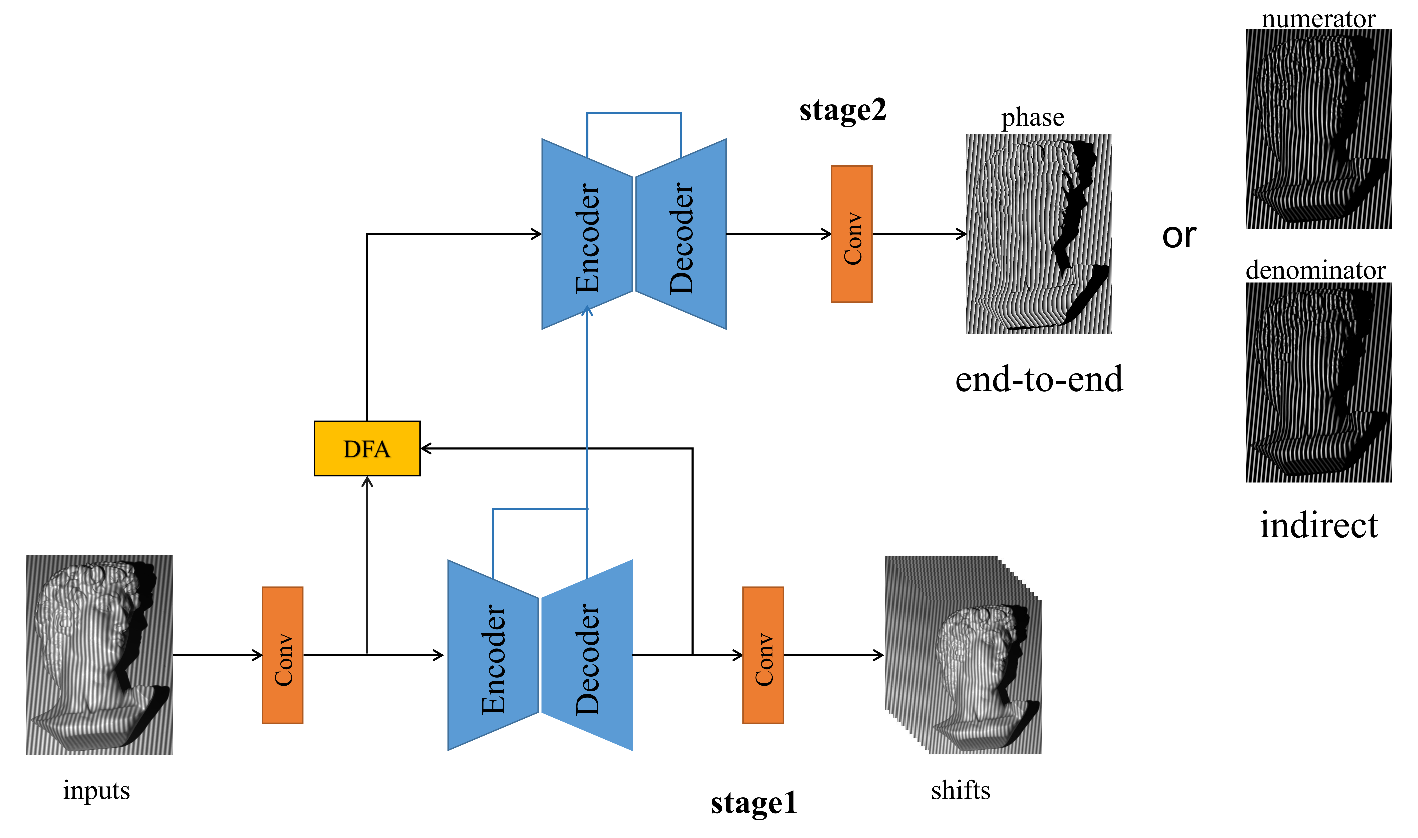 numerator
stage2
phase
Encoder
Decoder
Conv
or
denominator
end-to-end
DFA
indirect
Conv
Encoder
Decoder
Conv
inputs
stage1
shifts